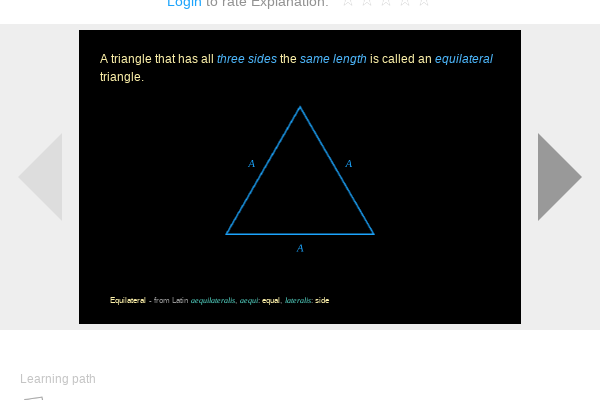 Login to rate Explanation:
A triangle that has all three sides the same length is called an equilateral
triangle.
A
A
A
Equilateral - from Latin aequilateralis, aequi: equal, lateralis: side
Learning path